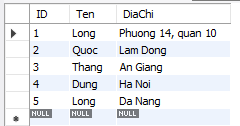 ID Ten DiaChi
1 Long Phuong 14, quan 10
2 Quoc Lam Dong
3 Thang An Giang
4 Dung Ha Noi
5 Long Da Nang
NULL NULL NULL